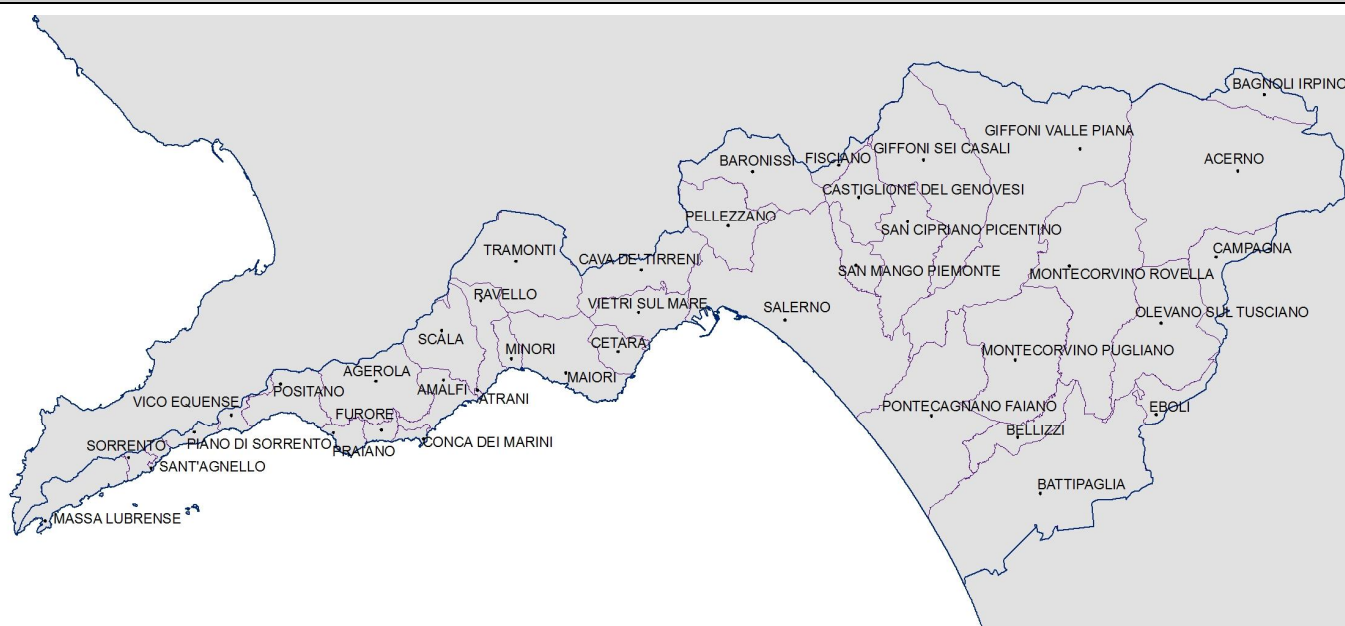 BAGNOLI IRPINO
GIFFONI VALLE PIANA
GIFFONI SEI CASALI
BARONISSI
FISCIANO
ACERNO
CASTIGLIONE DEL GENOVESI
PELLEZZANO
SAN CIPRIANO PICENTINO
TRAMONTI
CAVA DE' TIRRENI
CAMPAGNA
SAN MANGO PIEMONTE
MONTECORVINO ROVELLA
RAVELLO
VIETRI SUL MARE
SALERNO
OLEVANO SUL TUSCIANO
SCALA
CETARA
MINORI
MONTECORVINO PUGLIANO
AGEROLA
MAIORI
POSITANO
AMALFI
ATRANI
VICO EQUENSE
FURORE
PONTECAGNANO FAIANO
EBOLI
BELLIZZI
SORRENTO
PIANO DI SORRENTO
PRAIANO
CONCA DEI MARINI
SANT'AGNELLO
BATTIPAGLIA
MASSA LUBRENSE